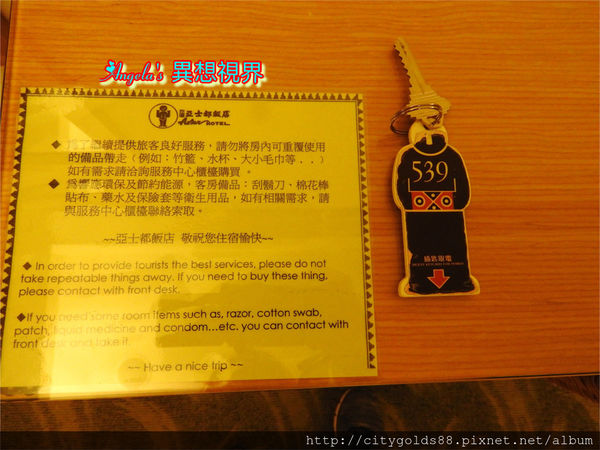 Angela's 異想視界
亞士都飯店
Astar HOTEL
◆ 為了繼續提供旅客良好服務，請勿將房內可重覆使用
的備品帶走（例如：竹籃、水杯、大小毛巾等 . . ）
如有需求請洽詢服務中心櫃檯購買 。
◆ 為響應環保及節約能源，客房備品：刮鬍刀、棉花棒
貼布、藥水及保險套等衛生用品，如有相關需求，請
與服務中心櫃檯聯絡索取。
~~亞士都飯店 敬祝您住宿愉快~~
◆ In order to provide tourists the best services, please do not
take repeatable things away. If you need to buy these thing,
please contact with front desk.
◆If you need some room items such as, razor, cotton swab,
patch, liquid medicine and condom...etc. you can contact with
front desk and take it.
~~ Have a nice trip ~~
539
鑰匙取電
http://citygolds88.pixnet.net/album